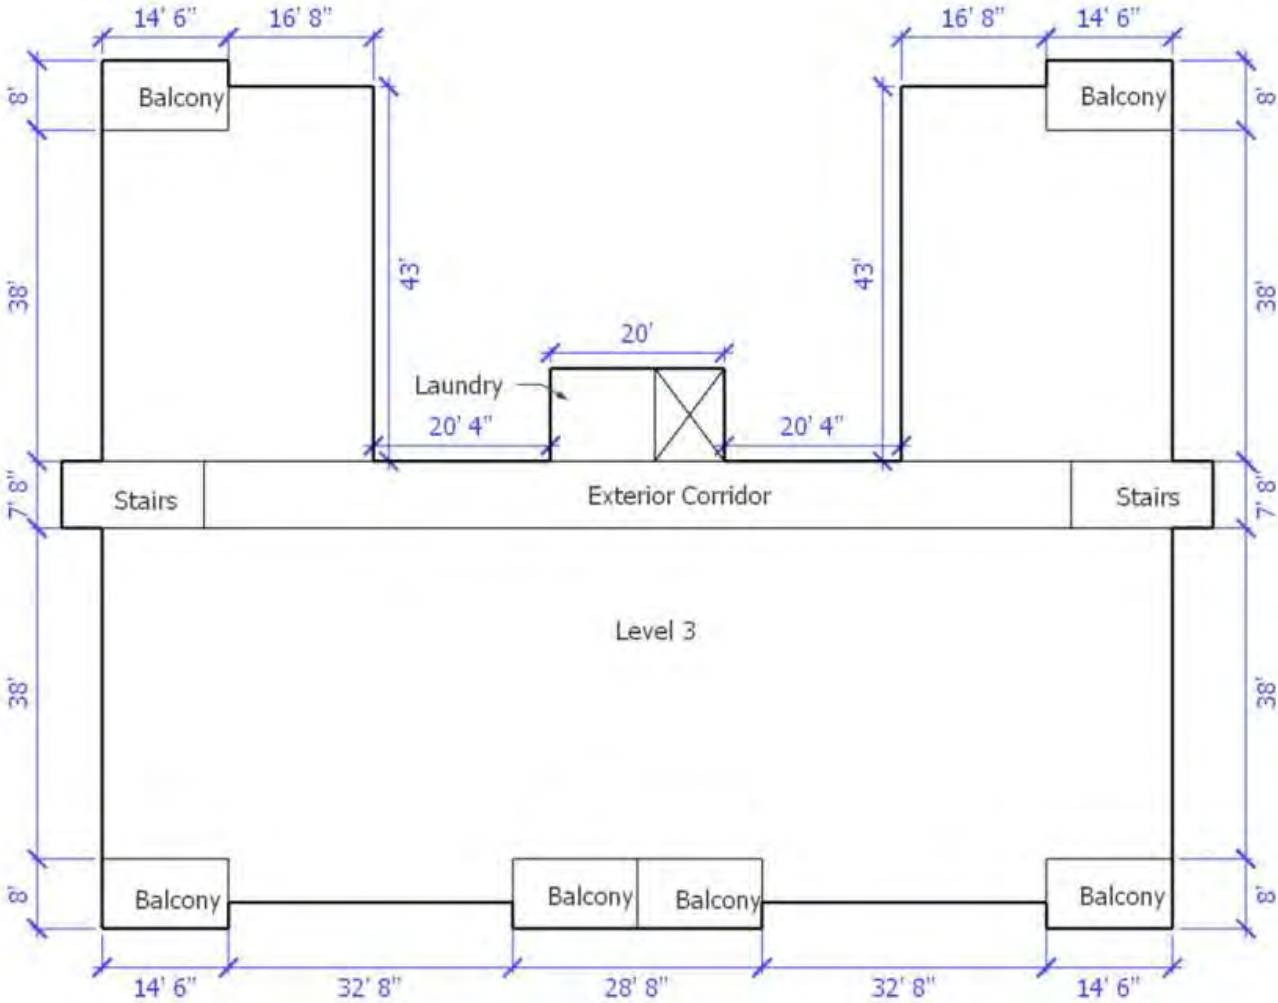 14' 6" 16' 8" 16' 8" 14' 6"
8' Balcony Balcony 8'
38' 43' 43' 38'
20'
Laundry
20' 4" 20' 4"
7' 8" Stairs Exterior Corridor Stairs 7' 8"
Level 3
38' 38'
8' Balcony Balcony Balcony Balcony 8'
14' 6" 32' 8" 28' 8" 32' 8" 14' 6"